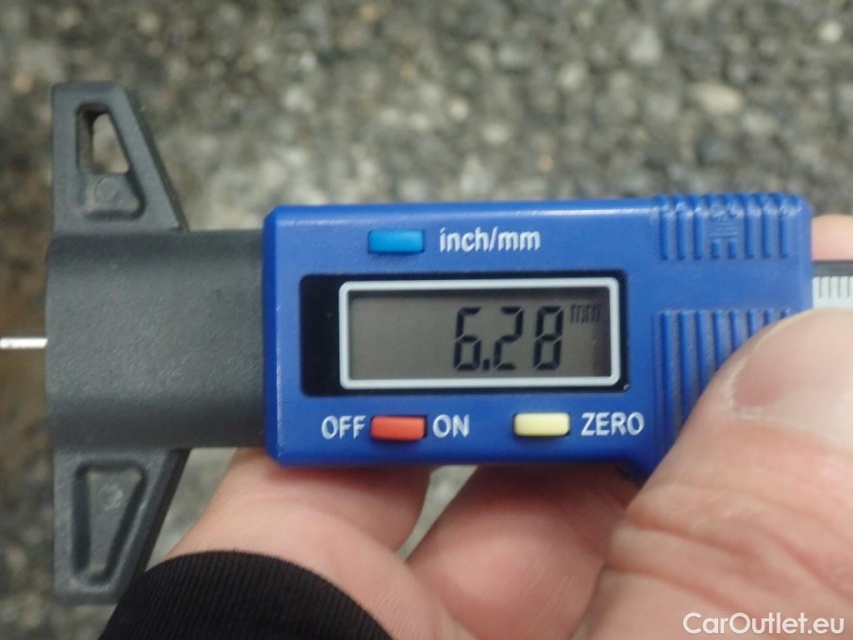 inch/mm
6.28 mm
OFF ON ZERO
CarOutlet.eu